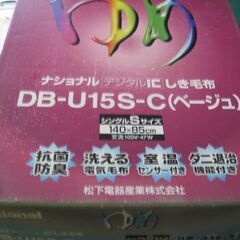 ゆめ
ナショナル デジタルIC しき毛布
DB-U15S-C(ベージュ)
シングルSサイズ
140×85cm
交流100V-47W
抗菌 洗える 室温 ダニ退治
防臭 電気毛布 センサー付き 機能付き
松下電器産業株式会社
ional